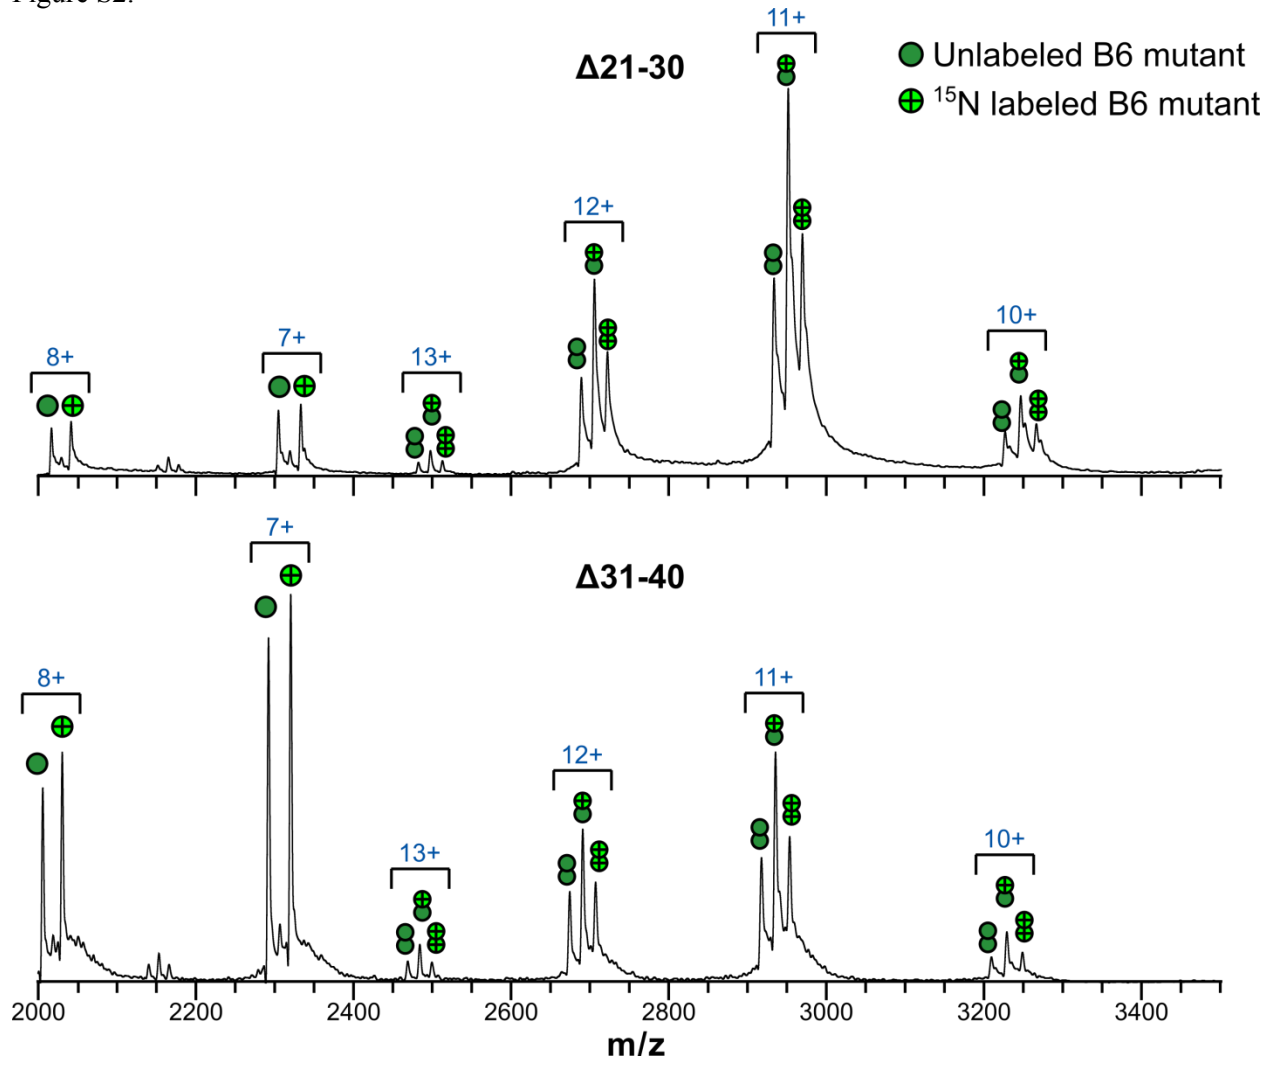 Figure S2.
11+
Δ21-30
Unlabeled B6 mutant
15N labeled B6 mutant
12+
10+
7+
8+
13+
7+
Δ31-40
8+
11+
12+
10+
13+
2000 2200 2400 2600 2800 3000 3200 3400
m/z